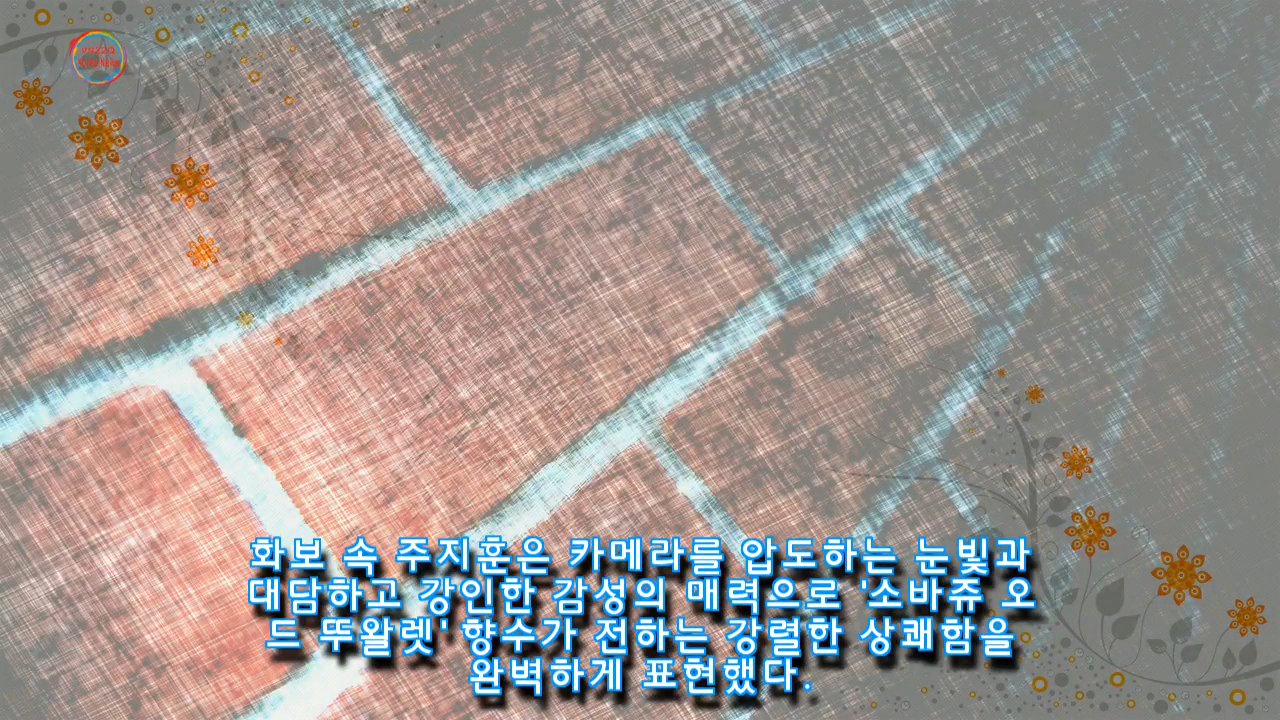 화보 속 주지훈은 카메라를 압도하는 눈빛과
대담하고 강인한 감성의 매력으로 '소바쥬 오
드 뚜왈렛' 향수가 전하는 강렬한 상쾌함을
완벽하게 표현했다.